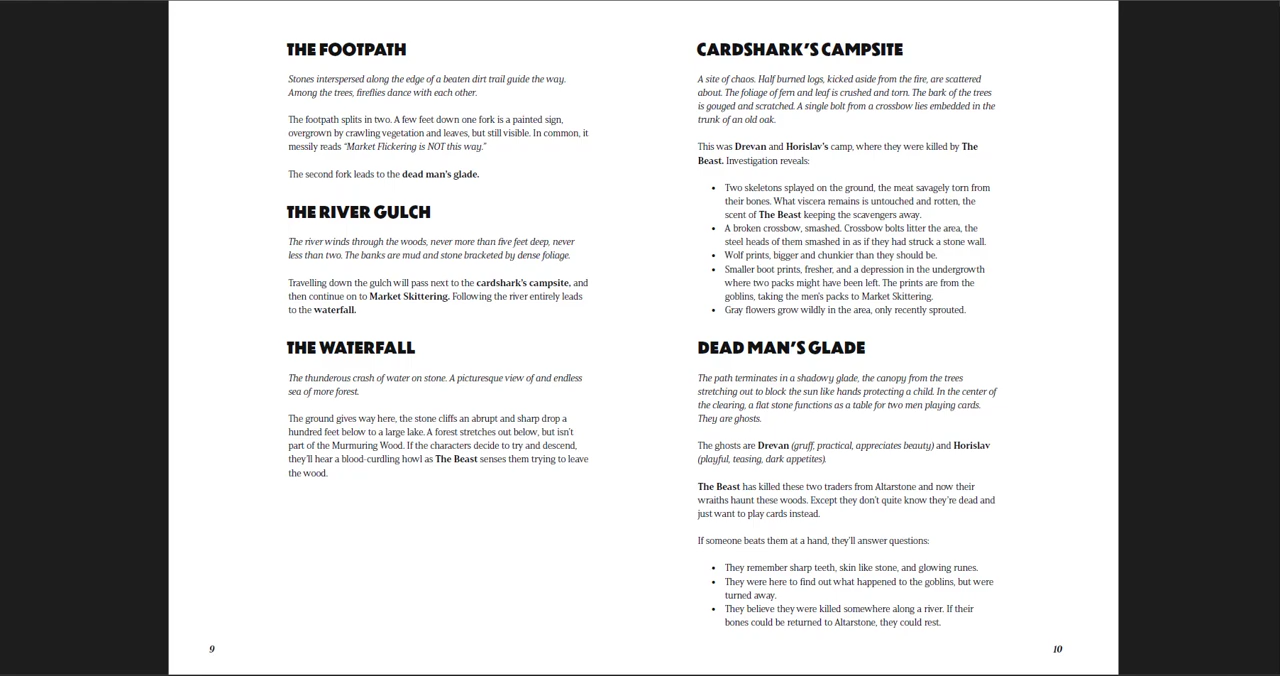 THE FOOTPATH
Stones interspersed along the edge of a beaten dirt trail guide the way.
Among the trees, fireflies dance with each other.
The footpath splits in two. A few feet down one fork is a painted sign,
overgrown by crawling vegetation and leaves, but still visible. In common, it
messily reads “Market Flickering is NOT this way.”
The second fork leads to the dead man’s glade.
THE RIVER GULCH
The river winds through the woods, never more than five feet deep, never
less than two. The banks are mud and stone bracketed by dense foliage.
Travelling down the gulch will pass next to the cardshark’s campsite, and
then continue on to Market Skittering. Following the river entirely leads
to the waterfall.
THE WATERFALL
The thunderous crash of water on stone. A picturesque view of and endless
sea of more forest.
The ground gives way here, the stone cliffs an abrupt and sharp drop a
hundred feet below to a large lake. A forest stretches out below, but isn’t
part of the Murmuring Wood. If the characters decide to try and descend,
they’ll hear a blood-curdling howl as The Beast senses them trying to leave
the wood.
9
CARDSHARK’S CAMPSITE
A site of chaos. Half burned logs, kicked aside from the fire, are scattered
about. The foliage of fern and leaf is crushed and torn. The bark of the trees
is gouged and scratched. A single bolt from a crossbow lies embedded in the
trunk of an old oak.
This was Drevan and Horislav’s camp, where they were killed by The
Beast. Investigation reveals:
• Two skeletons splayed on the ground, the meat savagely torn from
their bones. What viscera remains is untouched and rotten, the
scent of The Beast keeping the scavengers away.
• A broken crossbow, smashed. Crossbow bolts litter the area, the
steel heads of them smashed in as if they had struck a stone wall.
• Wolf prints, bigger and chunkier than they should be.
• Smaller boot prints, fresher, and a depression in the undergrowth
where two packs might have been left. The prints are from the
goblins, taking the men’s packs to Market Skittering.
• Gray flowers grow wildly in the area, only recently sprouted.
DEAD MAN’S GLADE
The path terminates in a shadowy glade, the canopy from the trees
stretching out to block the sun like hands protecting a child. In the center of
the clearing, a flat stone functions as a table for two men playing cards.
They are ghosts.
The ghosts are Drevan (gruff, practical, appreciates beauty) and Horislav
(playful, teasing, dark appetites).
The Beast has killed these two traders from Altarstone and now their
wraiths haunt these woods. Except they don’t quite know they’re dead and
just want to play cards instead.
If someone beats them at a hand, they’ll answer questions:
• They remember sharp teeth, skin like stone, and glowing runes.
• They were here to find out what happened to the goblins, but were
turned away.
• They believe they were killed somewhere along a river. If their
bones could be returned to Altarstone, they could rest.
10